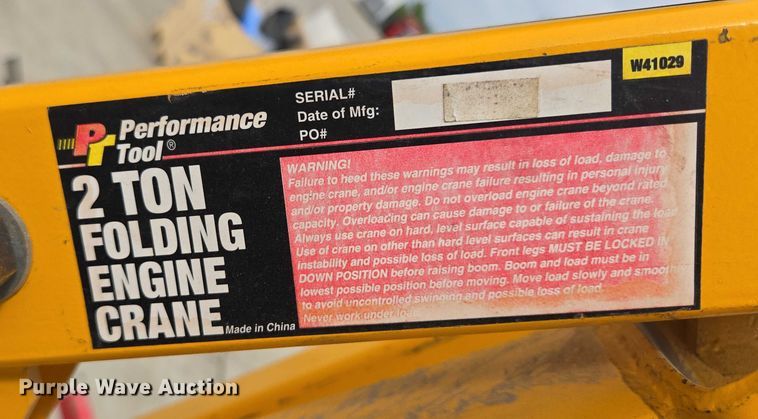 W41029
SERIAL#
Date of Mfg:
PO#
PT Performance
Tool®
2 TON
FOLDING
ENGINE
CRANE
Made in China
WARNING!
Failure to heed these warnings may result in loss of load, damage to
engine crane, and/or engine crane failure resulting in personal injury
and/or property damage. Do not overload engine crane beyond rated
capacity. Overloading can cause damage to or failure of the crane.
Always use crane on hard, level surface capable of sustaining the load
Use of crane on other than hard level surfaces can result in crane
instability and possible loss of load. Front legs MUST BE LOCKED IN
DOWN POSITION before raising boom. Boom and load must be in
lowest possible position before moving. Move load slowly and smoothly
to avoid uncontrolled swinging and possible loss of load.
Never work under load
Purple Wave Auction